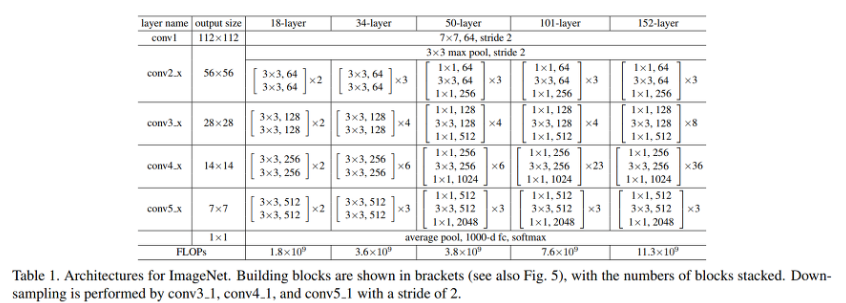 layer name output size 18-layer 34-layer 50-layer 101-layer 152-layer
conv1 112×112 7×7, 64, stride 2
3×3 max pool, stride 2
conv2_x 56×56 [3×3, 64 3×3, 64]×2 [3×3, 64 3×3, 64]×3 [1×1, 64 3×3, 64 1×1, 256]×3 [1×1, 64 3×3, 64 1×1, 256]×3 [1×1, 64 3×3, 64 1×1, 256]×3
conv3_x 28×28 [3×3, 128 3×3, 128]×2 [3×3, 128 3×3, 128]×4 [1×1, 128 3×3, 128 1×1, 512]×4 [1×1, 128 3×3, 128 1×1, 512]×4 [1×1, 128 3×3, 128 1×1, 512]×8
conv4_x 14×14 [3×3, 256 3×3, 256]×2 [3×3, 256 3×3, 256]×6 [1×1, 256 3×3, 256 1×1, 1024]×6 [1×1, 256 3×3, 256 1×1, 1024]×23 [1×1, 256 3×3, 256 1×1, 1024]×36
conv5_x 7×7 [3×3, 512 3×3, 512]×2 [3×3, 512 3×3, 512]×3 [1×1, 512 3×3, 512 1×1, 2048]×3 [1×1, 512 3×3, 512 1×1, 2048]×3 [1×1, 512 3×3, 512 1×1, 2048]×3
1×1 average pool, 1000-d fc, softmax
FLOPs 1.8×10⁹ 3.6×10⁹ 3.8×10⁹ 7.6×10⁹ 11.3×10⁹
Table 1. Architectures for ImageNet. Building blocks are shown in brackets (see also Fig. 5), with the numbers of blocks stacked. Down-
sampling is performed by conv3_1, conv4_1, and conv5_1 with a stride of 2.